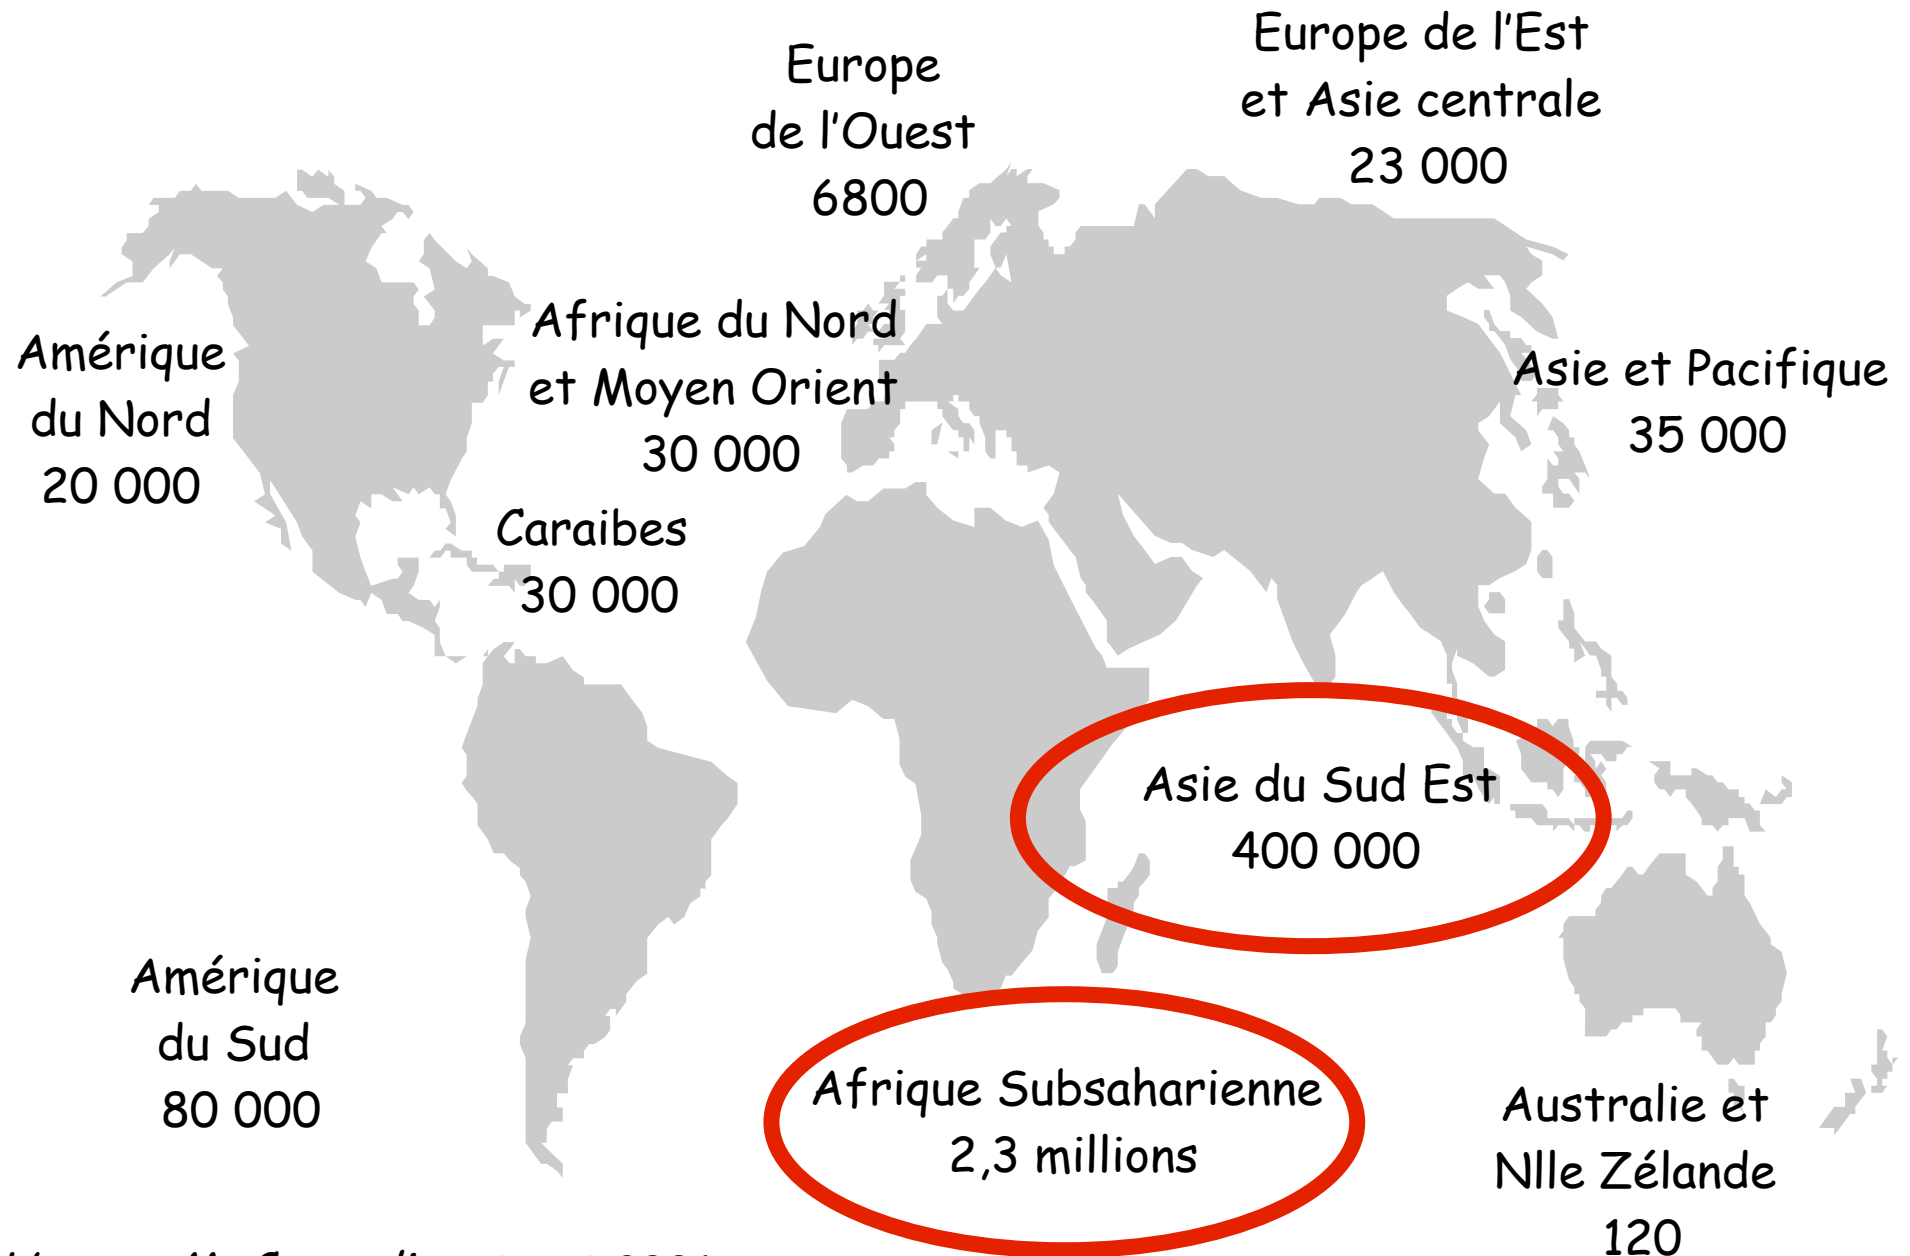 Europe de l'Est
et Asie centrale
23 000
Europe
de l'Ouest
6800
Afrique du Nord
et Moyen Orient
30 000
Amérique
du Nord
20 000
Asie et Pacifique
35 000
Caraibes
30 000
Asie du Sud Est
400 000
Amérique
du Sud
80 000
Afrique Subsaharienne
2,3 millions
Australie et
Nlle Zélande
120